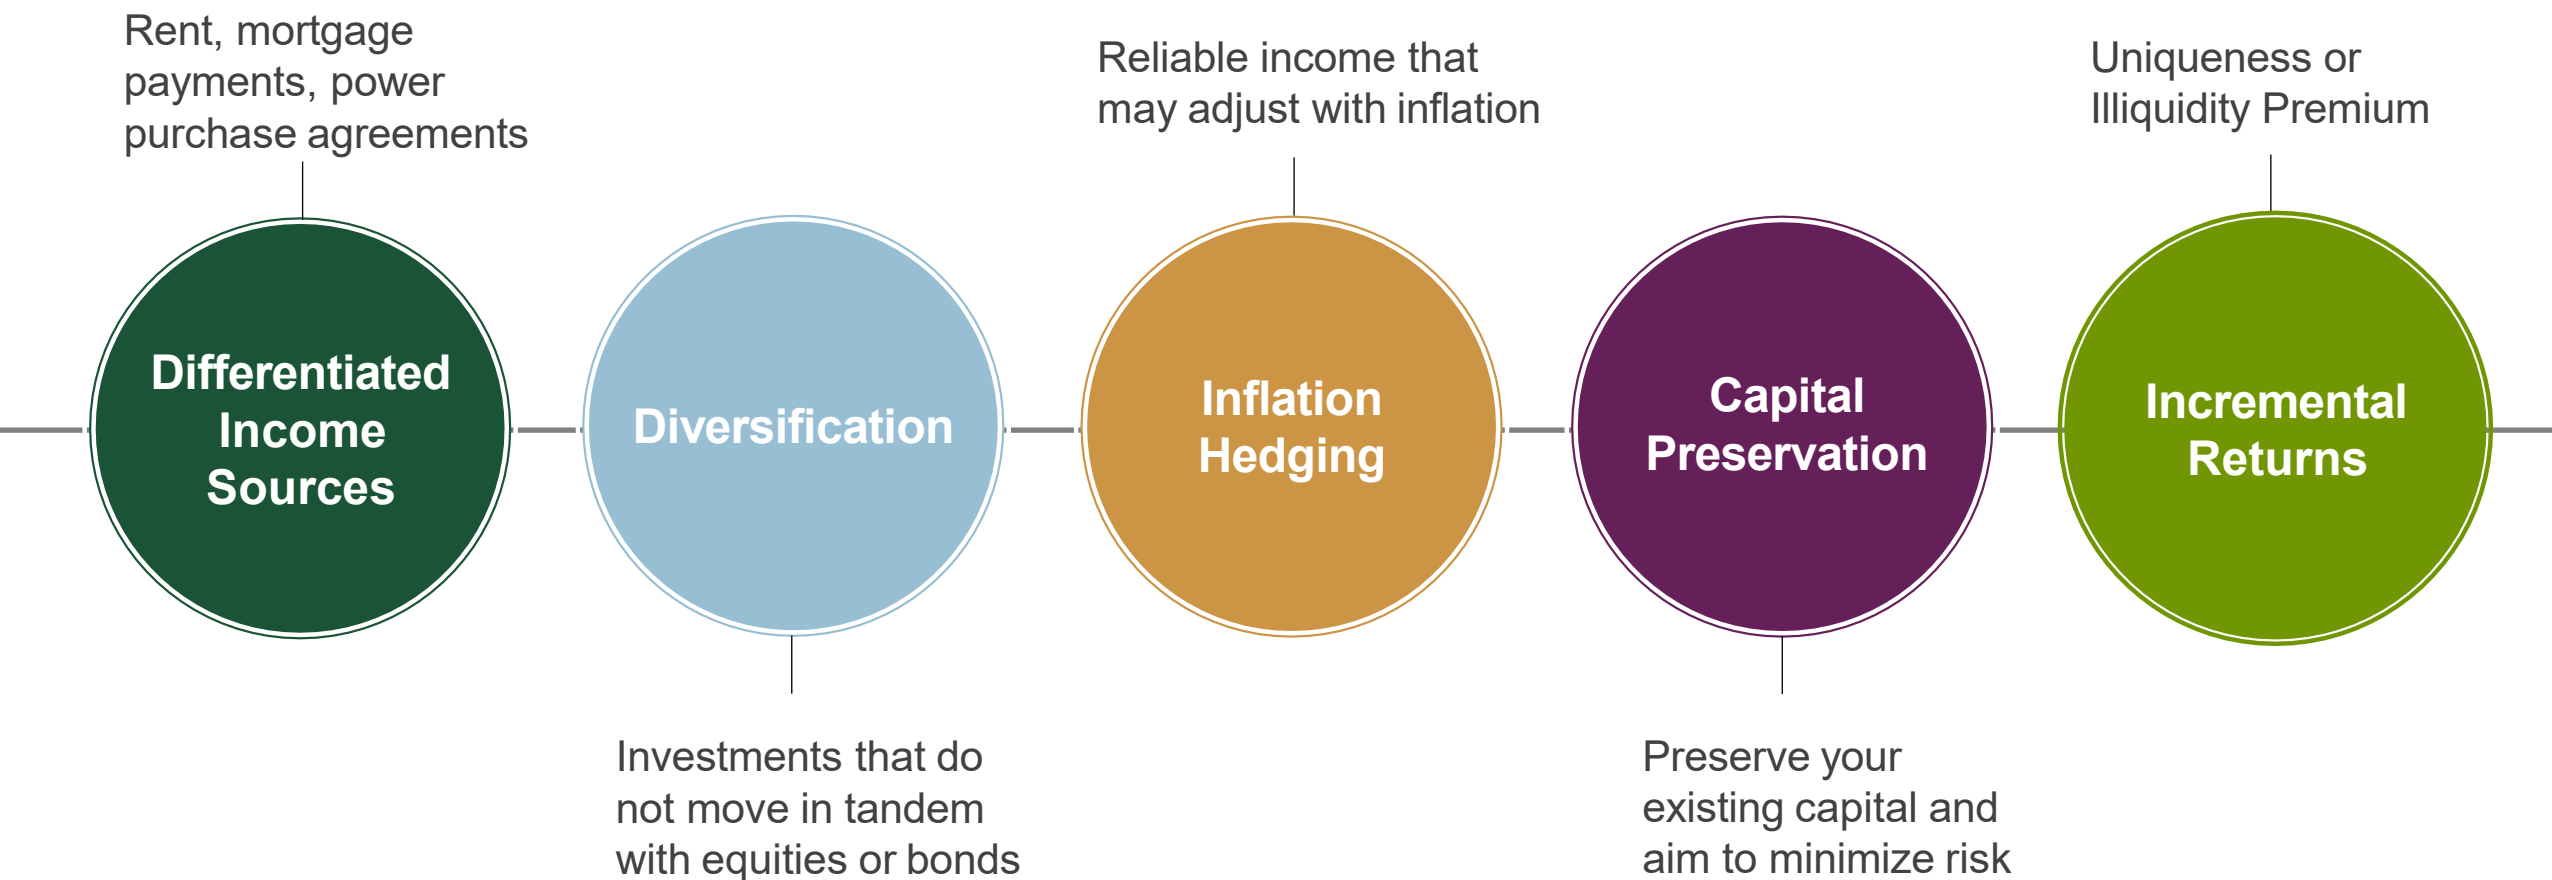 Rent, mortgage
payments, power
purchase agreements
Differentiated
Income
Sources
Diversification
Investments that do
not move in tandem
with equities or bonds
Reliable income that
may adjust with inflation
Inflation
Hedging
Capital
Preservation
Preserve your
existing capital and
aim to minimize risk
Uniqueness or
Illiquidity Premium
Incremental
Returns